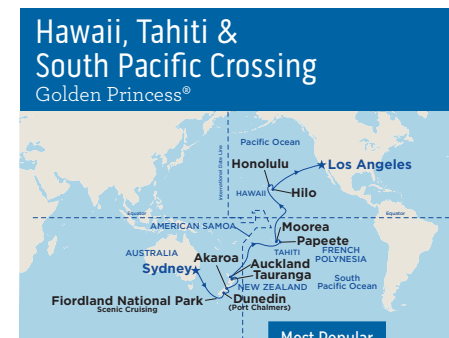 Hawaii, Tahiti &
South Pacific Crossing
Golden Princess®
Pacific Ocean
International Date Line
Honolulu
Los Angeles
HAWAII
Hilo
Equator
Equator
AMERICAN SAMOA
Moorea
Papeete
TAHITI
FRENCH
POLYNESIA
AUSTRALIA
Akaroa
Auckland
Sydney
Tauranga
South
Pacific Ocean
NEW ZEALAND
Fiordland National Park
Scenic Cruising
Dunedin
(Port Chalmers)
Most Popular